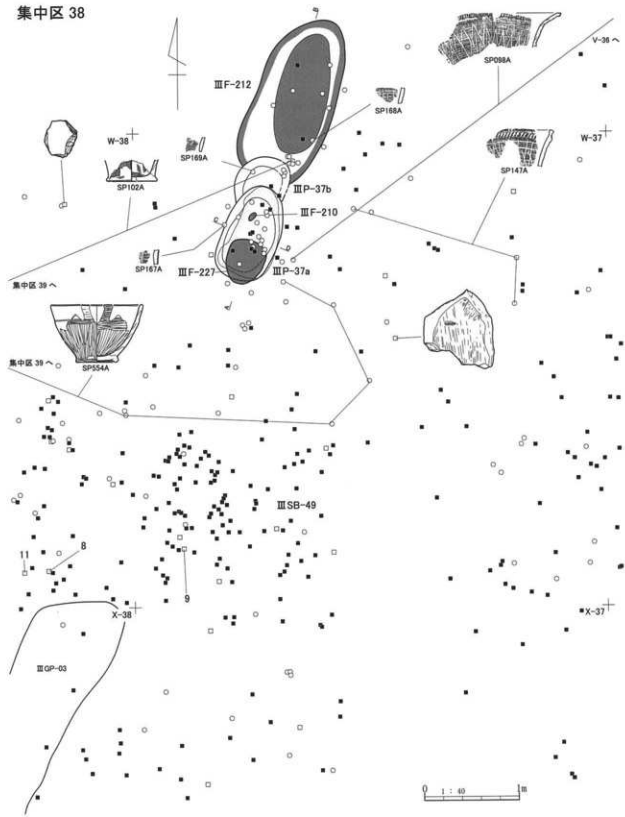 集中区 38
V-36 へ
ⅢF-212
SP098A
SP168A
W-38
W-37
SP169A
SP147A
SP102A
ⅢP-37b
ⅢF-210
SP167A
ⅢF-227
ⅢP-37a
集中区 39 へ
集中区 39 へ
SP554A
ⅢSB-49
8
11
9
X-38
X-37
ⅢGP-03
0 1 : 40 1m